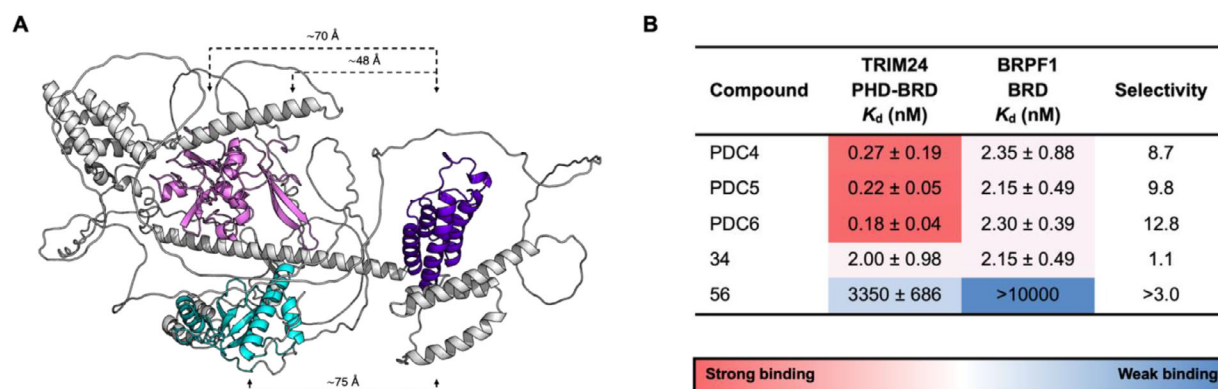 A
~70 Å
~48 Å
~75 Å
B
Compound TRIM24 PHD-BRD Kd (nM) BRPF1 BRD Kd (nM) Selectivity
PDC4 0.27 ± 0.19 2.35 ± 0.88 8.7
PDC5 0.22 ± 0.05 2.15 ± 0.49 9.8
PDC6 0.18 ± 0.04 2.30 ± 0.39 12.8
34 2.00 ± 0.98 2.15 ± 0.49 1.1
56 3350 ± 686 >10000 >3.0
Strong binding Weak binding